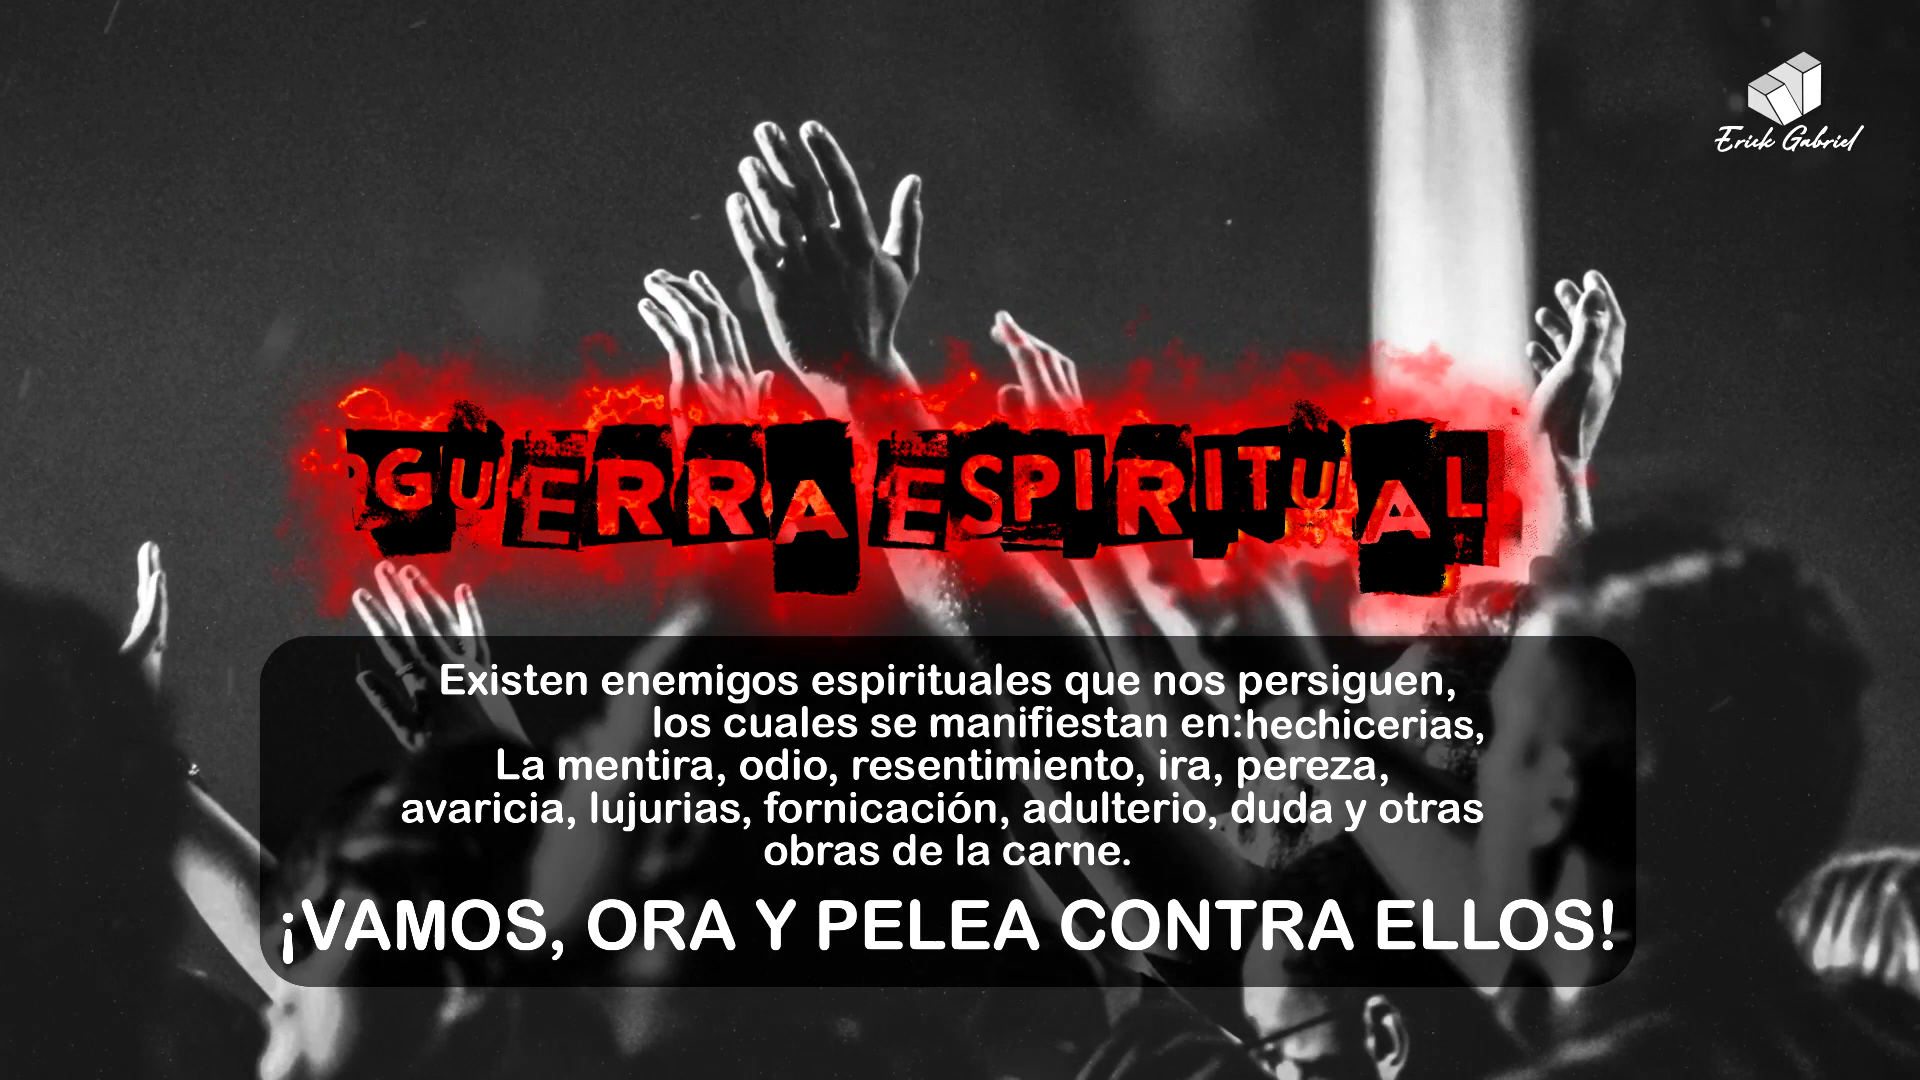 Erick Gabriel
GUERRA ESPIRITUAL
Existen enemigos espirituales que nos persiguen,
los cuales se manifiestan en:hechicerias,
La mentira, odio, resentimiento, ira, pereza,
avaricia, lujurias, fornicación, adulterio, duda y otras
obras de la carne.
¡VAMOS, ORA Y PELEA CONTRA ELLOS!